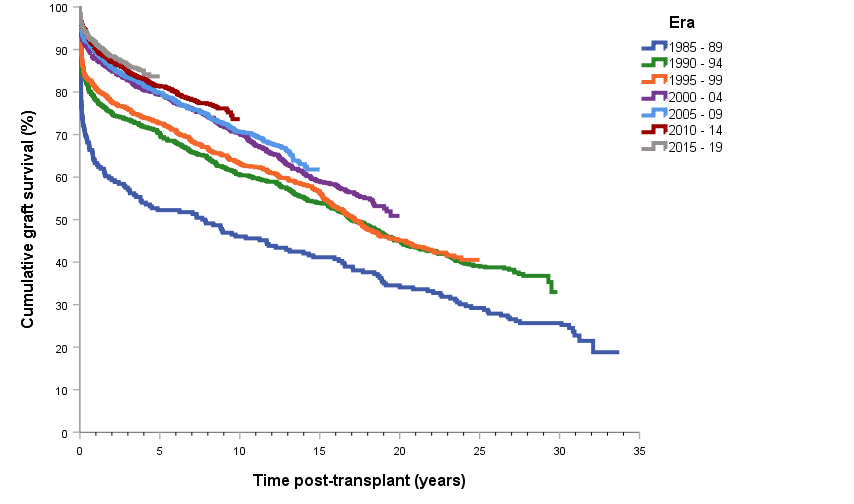 Era
1985 - 89
1990 - 94
1995 - 99
2000 - 04
2005 - 09
2010 - 14
2015 - 19
Cumulative graft survival (%)
100
90
80
70
60
50
40
30
20
10
0
0 5 10 15 20 25 30 35
Time post-transplant (years)